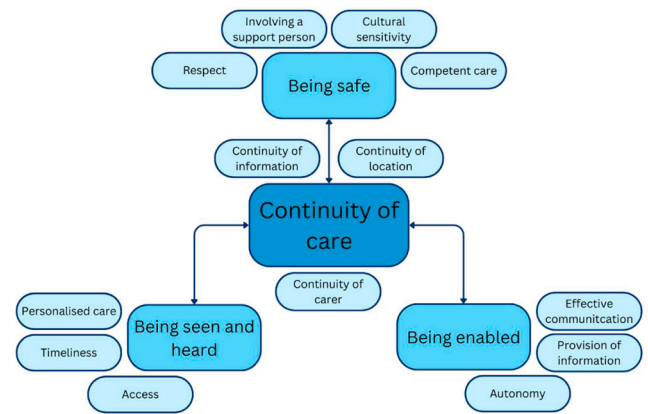 Involving a
support person
Cultural
sensitivity
Respect
Being safe
Competent care
Continuity of
information
Continuity of
location
Continuity of
care
Continuity of
carer
Personalised care
Being seen and
heard
Timeliness
Access
Being enabled
Effective
communitcation
Provision of
information
Autonomy